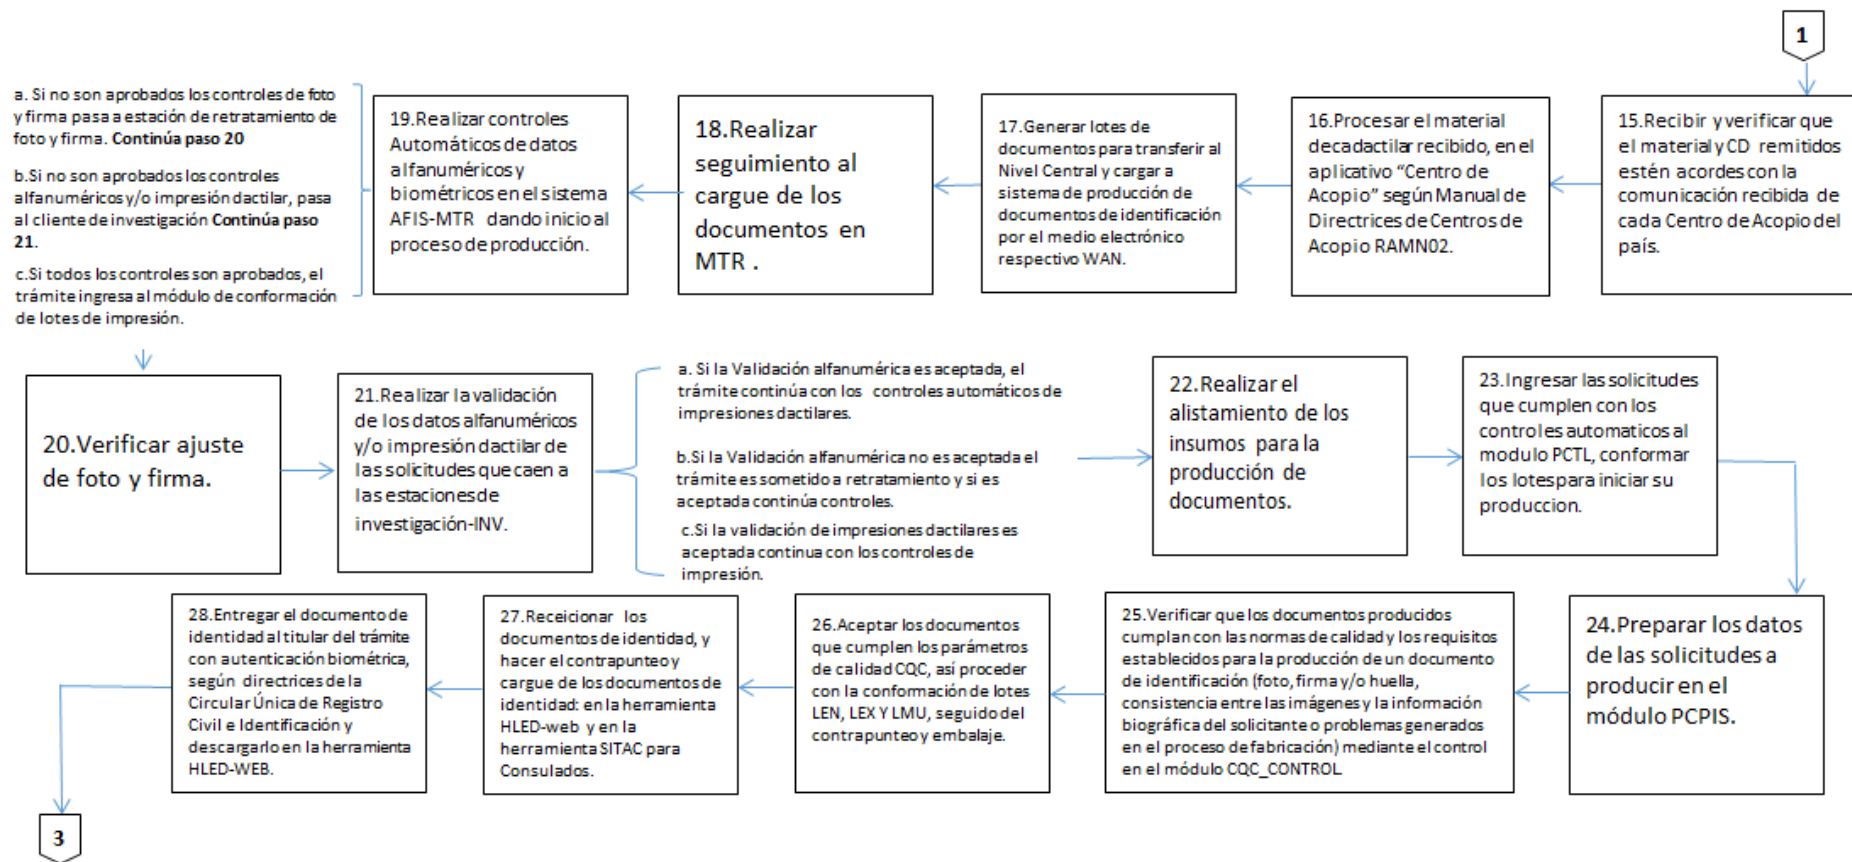 1
15.Recibir y verificar que
el material y CD remitidos
estén acordes con la
comunicación recibida de
cada Centro de Acopio del
país.
16.Procesar el material
decadactilar recibido, en el
aplicativo “Centro de
Acopio” según Manual de
Directrices de Centros de
Acopio RAMN02.
17.Generar lotes de
documentos para transferir al
Nivel Central y cargar a
sistema de producción de
documentos de identificación
por el medio electrónico
respectivo WAN.
18.Realizar
seguimiento al
cargue de los
documentos en
MTR .
19.Realizar controles
Automáticos de datos
alfanuméricos y
biométricos en el sistema
AFIS-MTR dando inicio al
proceso de producción.
a. Si no son aprobados los controles de foto
y firma pasa a estación de retratamiento de
foto y firma. Continúa paso 20
b.Si no son aprobados los controles
alfanuméricos y/o impresión dactilar, pasa
al cliente de investigación Continúa paso
21.
c.Si todos los controles son aprobados, el
trámite ingresa al módulo de conformación
de lotes de impresión.
20.Verificar ajuste
de foto y firma.
21.Realizar la validación
de los datos alfanuméricos
y/o impresión dactilar de
las solicitudes que caen a
las estaciones de
investigación-INV.
a. Si la Validación alfanumérica es aceptada, el
trámite continúa con los controles automáticos de
impresiones dactilares.
b.Si la Validación alfanumérica no es aceptada el
trámite es sometido a retratamiento y si es
aceptada continúa controles.
c.Si la validación de impresiones dactilares es
aceptada continua con los controles de
impresión.
22.Realizar el
alistamiento de los
insumos para la
producción de
documentos.
23.Ingresar las solicitudes
que cumplen con los
controles automaticos al
modulo PCTL, conformar
los lotespara iniciar su
produccion.
24.Preparar los datos
de las solicitudes a
producir en el
módulo PCPIS.
25.Verificar que los documentos producidos
cumplan con las normas de calidad y los requisitos
establecidos para la producción de un documento
de identificación (foto, firma y/o huella,
consistencia entre las imágenes y la información
biográfica del solicitante o problemas generados
en el proceso de fabricación) mediante el control
en el módulo CQC_CONTROL.
26.Aceptar los documentos
que cumplen los parámetros
de calidad CQC, así proceder
con la conformación de lotes
LEN, LEX Y LMU, seguido del
contrapunteo y embalaje.
27.Receicionar los
documentos de identidad, y
hacer el contrapunteo y
cargue de los documentos de
identidad: en la herramienta
HLED-web y en la
herramienta SITAC para
Consulados.
28.Entregar el documento de
identidad al titular del trámite
con autenticación biométrica,
según directrices de la
Circular Única de Registro
Civil e Identificación y
descargarlo en la herramienta
HLED-WEB.
3